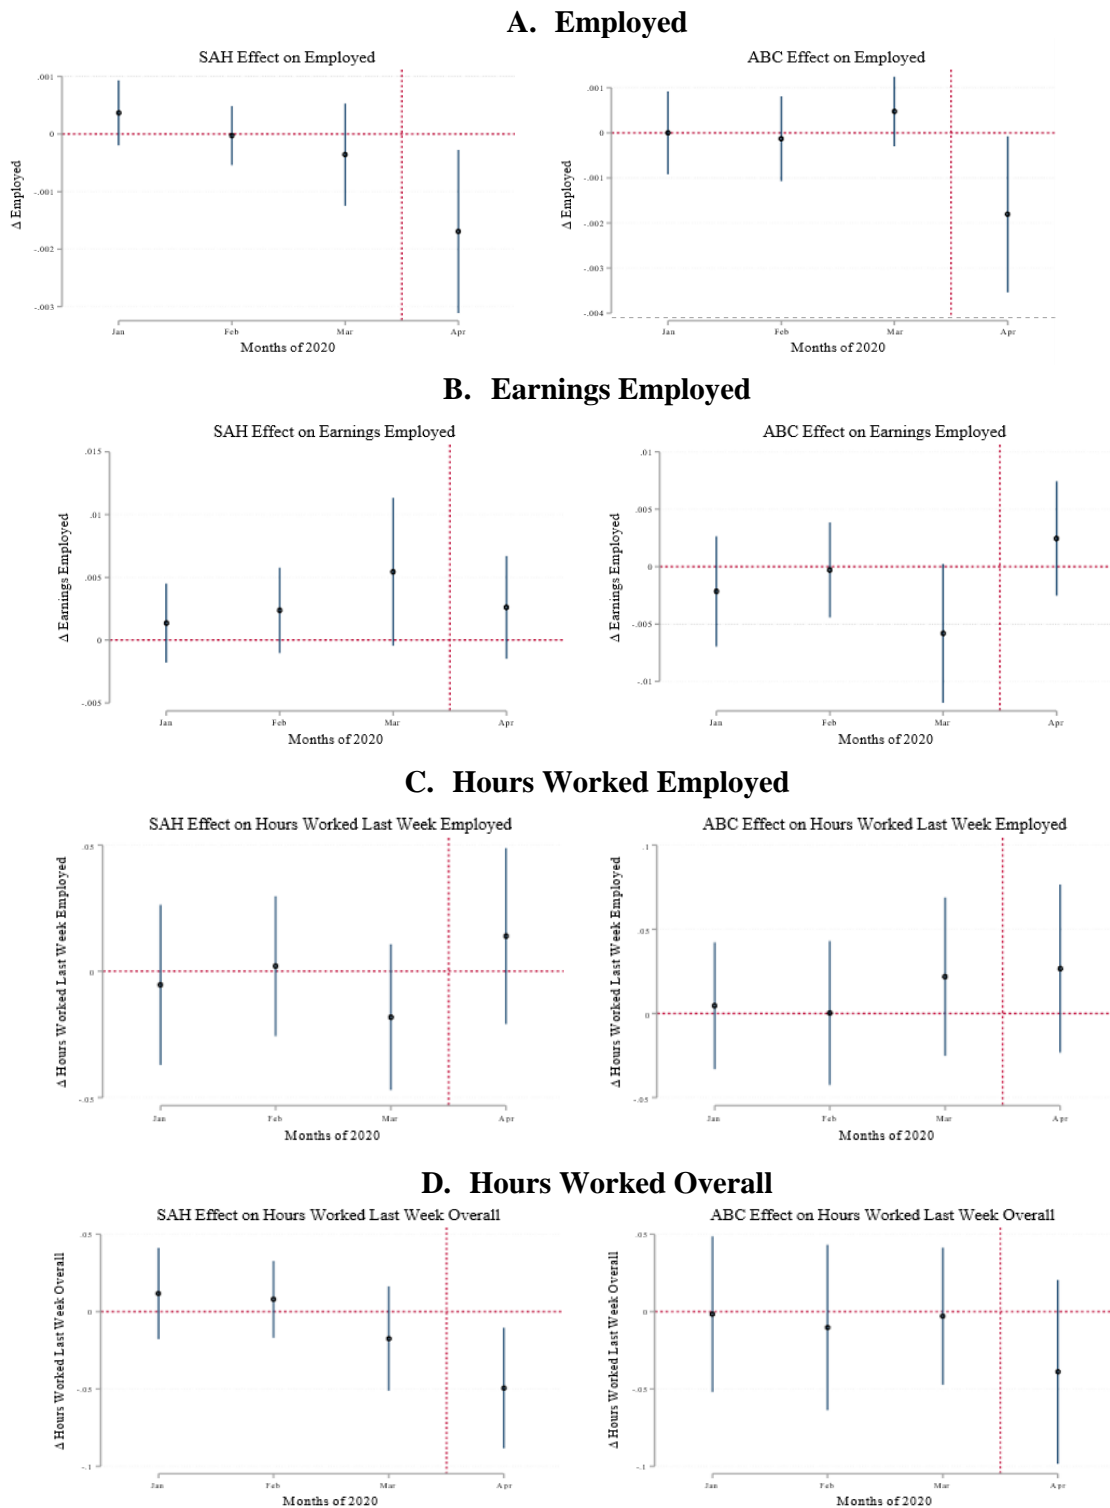 A. Employed
SAH Effect on Employed
Δ Employed
.001
0
-.001
-.002
-.003
Jan Feb Mar Apr
Months of 2020
ABC Effect on Employed
Δ Employed
.001
0
-.001
-.002
-.003
-.004
Jan Feb Mar Apr
Months of 2020
B. Earnings Employed
SAH Effect on Earnings Employed
Δ Earnings Employed
.015
.01
.005
0
-.005
Jan Feb Mar Apr
Months of 2020
ABC Effect on Earnings Employed
Δ Earnings Employed
.01
.005
0
-.005
-.01
Jan Feb Mar Apr
Months of 2020
C. Hours Worked Employed
SAH Effect on Hours Worked Last Week Employed
Δ Hours Worked Last Week Employed
.05
0
-.05
Jan Feb Mar Apr
Months of 2020
ABC Effect on Hours Worked Last Week Employed
Δ Hours Worked Last Week Employed
.1
.05
0
-.05
Jan Feb Mar Apr
Months of 2020
D. Hours Worked Overall
SAH Effect on Hours Worked Last Week Overall
Δ Hours Worked Last Week Overall
.05
0
-.05
-.1
Jan Feb Mar Apr
Months of 2020
ABC Effect on Hours Worked Last Week Overall
Δ Hours Worked Last Week Overall
.05
0
-.05
-.1
Jan Feb Mar Apr
Months of 2020